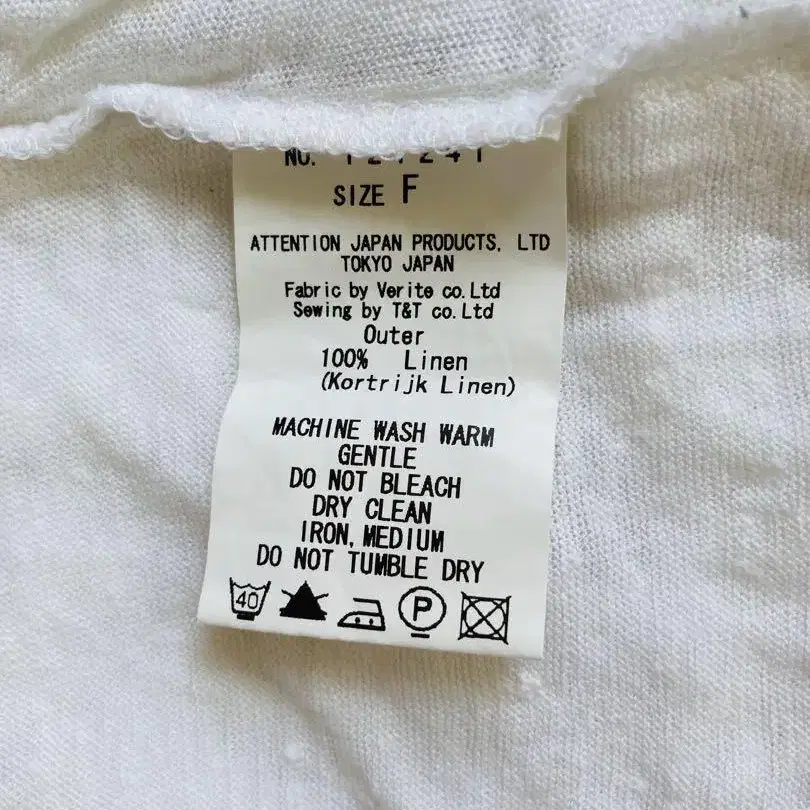 NO.
SIZE F
ATTENTION JAPAN PRODUCTS, LTD
TOKYO JAPAN
Fabric by Verite co.Ltd
Sewing by T&T co.Ltd
Outer
100% Linen
(Kortrijk Linen)
MACHINE WASH WARM
GENTLE
DO NOT BLEACH
DRY CLEAN
IRON, MEDIUM
DO NOT TUMBLE DRY
40 P